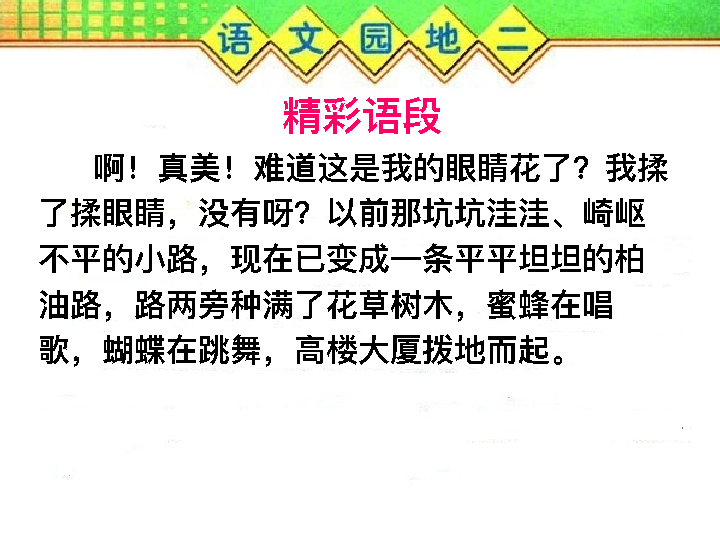 语文园地二
精彩语段
啊！真美！难道这是我的眼睛花了？我揉
了揉眼睛，没有呀？以前那坑坑洼洼、崎岖
不平的小路，现在已变成一条平平坦坦的柏
油路，路两旁种满了花草树木，蜜蜂在唱
歌，蝴蝶在跳舞，高楼大厦拨地而起。